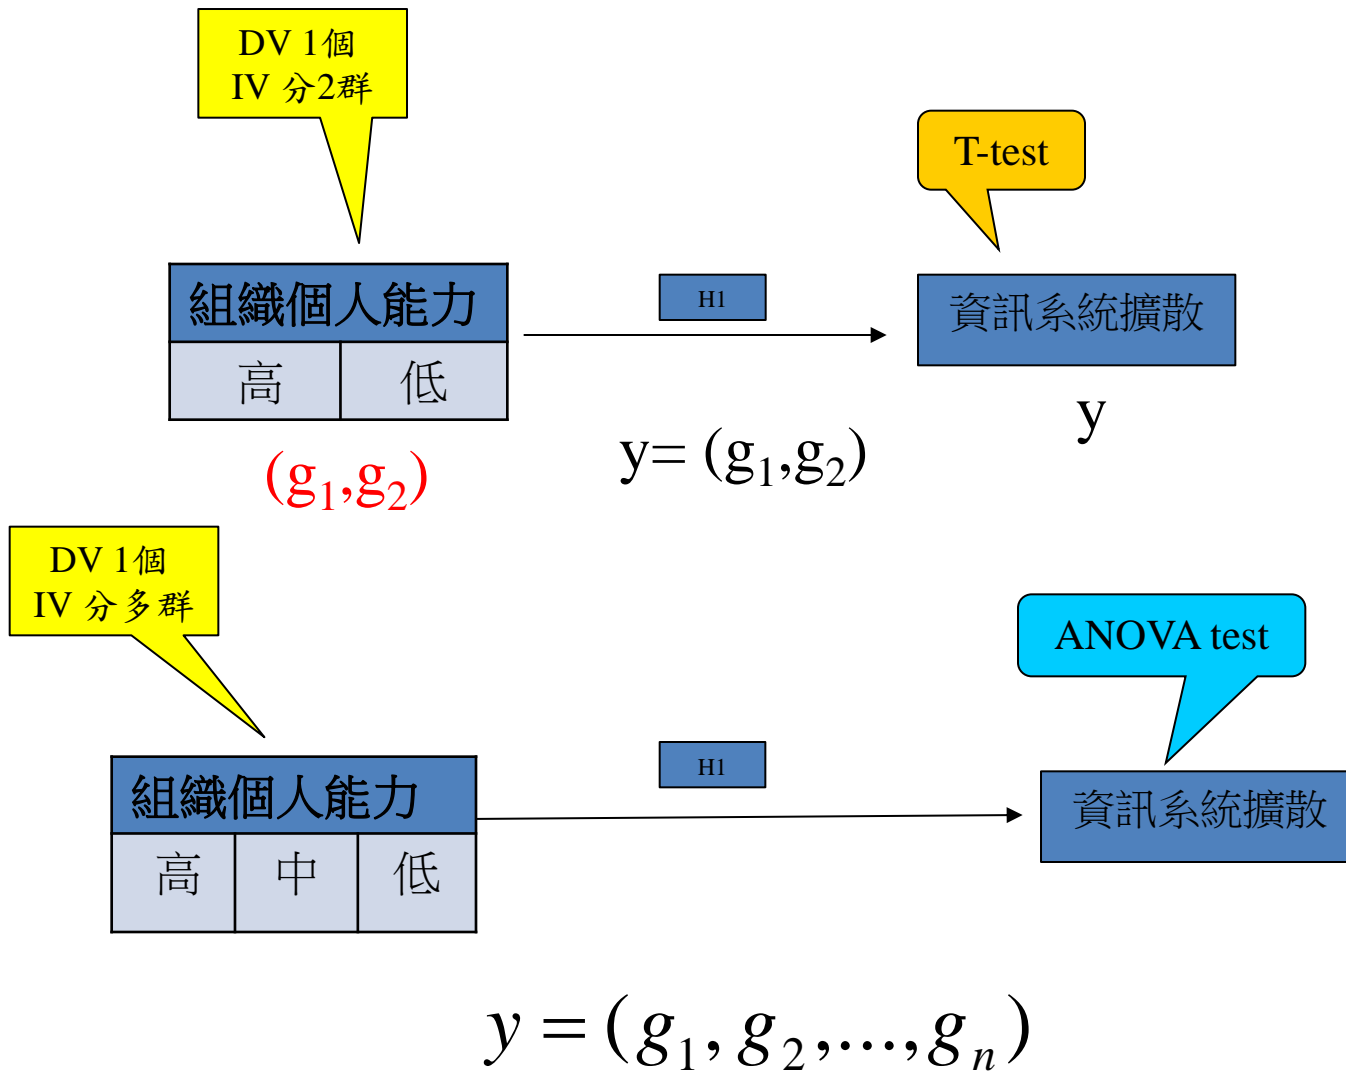 DV 1個
IV 分2群
T-test
組織個人能力
高 低
H1
資訊系統擴散
(g₁,g₂)
y= (g₁,g₂)
y
DV 1個
IV 分多群
ANOVA test
組織個人能力
高 中 低
H1
資訊系統擴散
y = (g₁, g₂,..., gₙ)